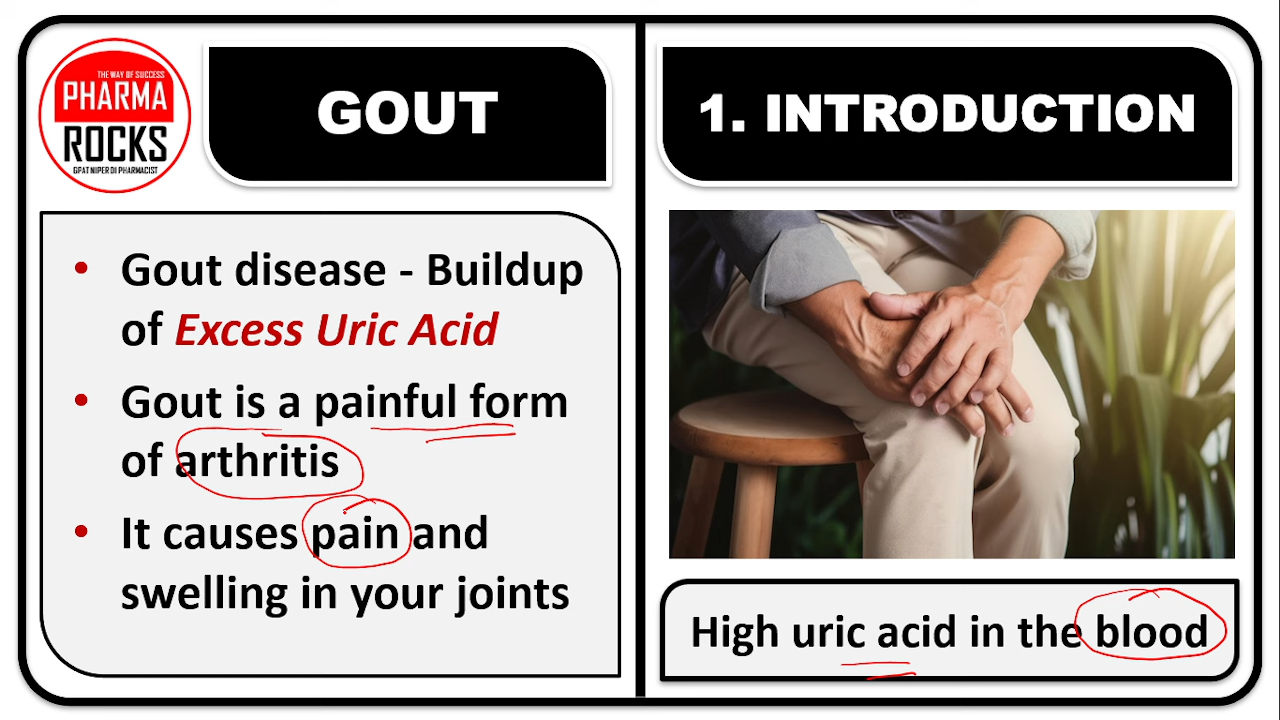 THE WAY OF SUCCESS
PHARMA
ROCKS
GPAT NIPER DI PHARMACIST
GOUT
• Gout disease - Buildup
of Excess Uric Acid
• Gout is a painful form
of arthritis
• It causes pain and
swelling in your joints
1. INTRODUCTION
High uric acid in the blood